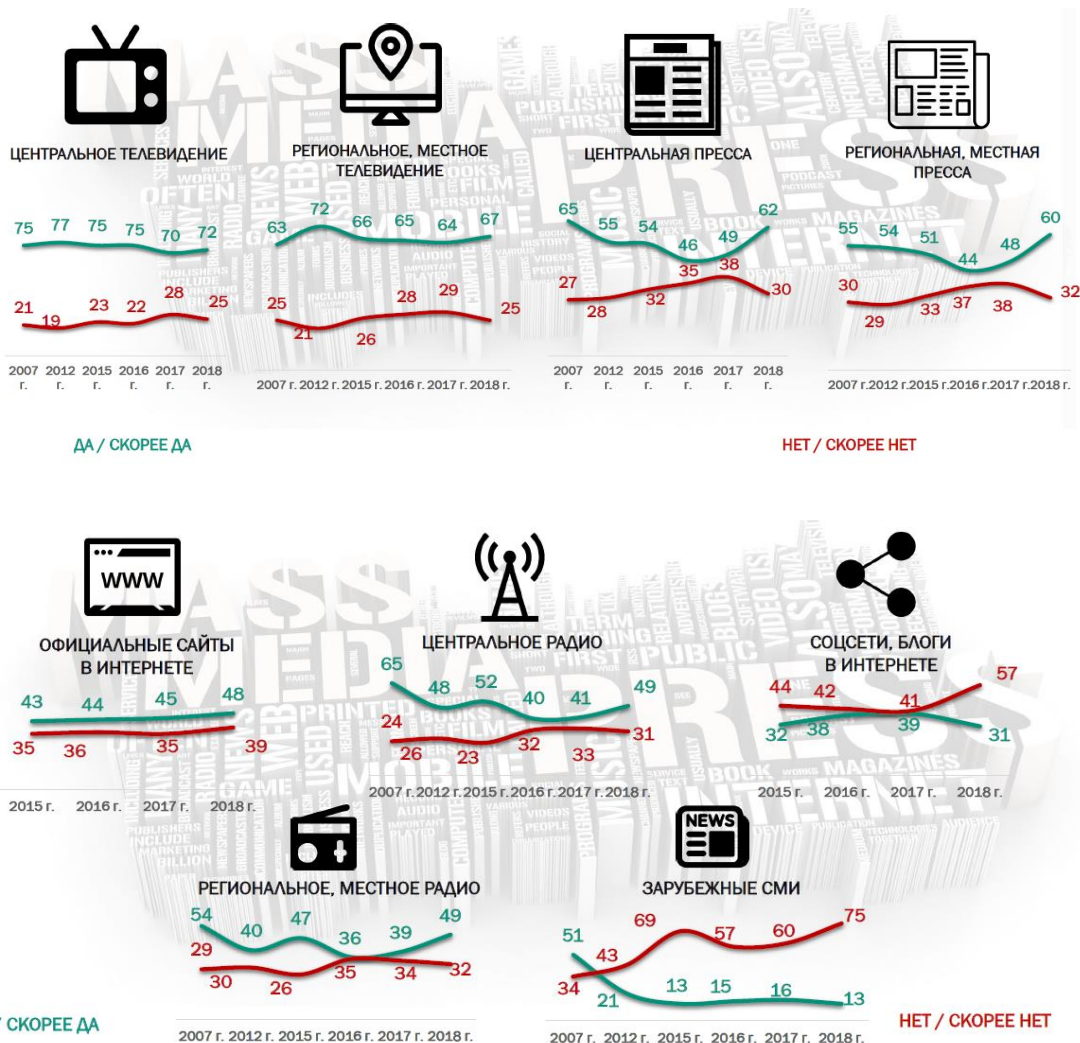 ЦЕНТРАЛЬНОЕ ТЕЛЕВИДЕНИЕ
75 77 75 75 70 72
21 19 23 22 28 25
2007 г. 2012 г. 2015 г. 2016 г. 2017 г. 2018 г.
РЕГИОНАЛЬНОЕ, МЕСТНОЕ
ТЕЛЕВИДЕНИЕ
63 72 66 65 64 67
25 21 26 28 29 25
2007 г. 2012 г. 2015 г. 2016 г. 2017 г. 2018 г.
ЦЕНТРАЛЬНАЯ ПРЕССА
65 55 54 46 49 62
27 28 32 35 38 30
2007 г. 2012 г. 2015 г. 2016 г. 2017 г. 2018 г.
РЕГИОНАЛЬНАЯ, МЕСТНАЯ
ПРЕССА
55 54 51 44 48 60
30 29 33 37 38 32
2007 г. 2012 г. 2015 г. 2016 г. 2017 г. 2018 г.
ДА / СКОРЕЕ ДА
НЕТ / СКОРЕЕ НЕТ
WWW
ОФИЦИАЛЬНЫЕ САЙТЫ
В ИНТЕРНЕТЕ
43 44 45 48
35 36 35 39
2015 г. 2016 г. 2017 г. 2018 г.
ЦЕНТРАЛЬНОЕ РАДИО
65 48 52 40 41 49
24 26 23 32 33 31
2007 г. 2012 г. 2015 г. 2016 г. 2017 г. 2018 г.
СОЦСЕТИ, БЛОГИ
В ИНТЕРНЕТЕ
44 42 41 57
32 38 39 31
2015 г. 2016 г. 2017 г. 2018 г.
РЕГИОНАЛЬНОЕ, МЕСТНОЕ РАДИО
54 40 47 36 39 49
29 30 26 35 34 32
2007 г. 2012 г. 2015 г. 2016 г. 2017 г. 2018 г.
NEWS
ЗАРУБЕЖНЫЕ СМИ
51 21 13 15 16 13
34 43 69 57 60 75
2007 г. 2012 г. 2015 г. 2016 г. 2017 г. 2018 г.
/ СКОРЕЕ ДА
НЕТ / СКОРЕЕ НЕТ
MASS
MEDIA
PRESS
INTERNET
MOBILE